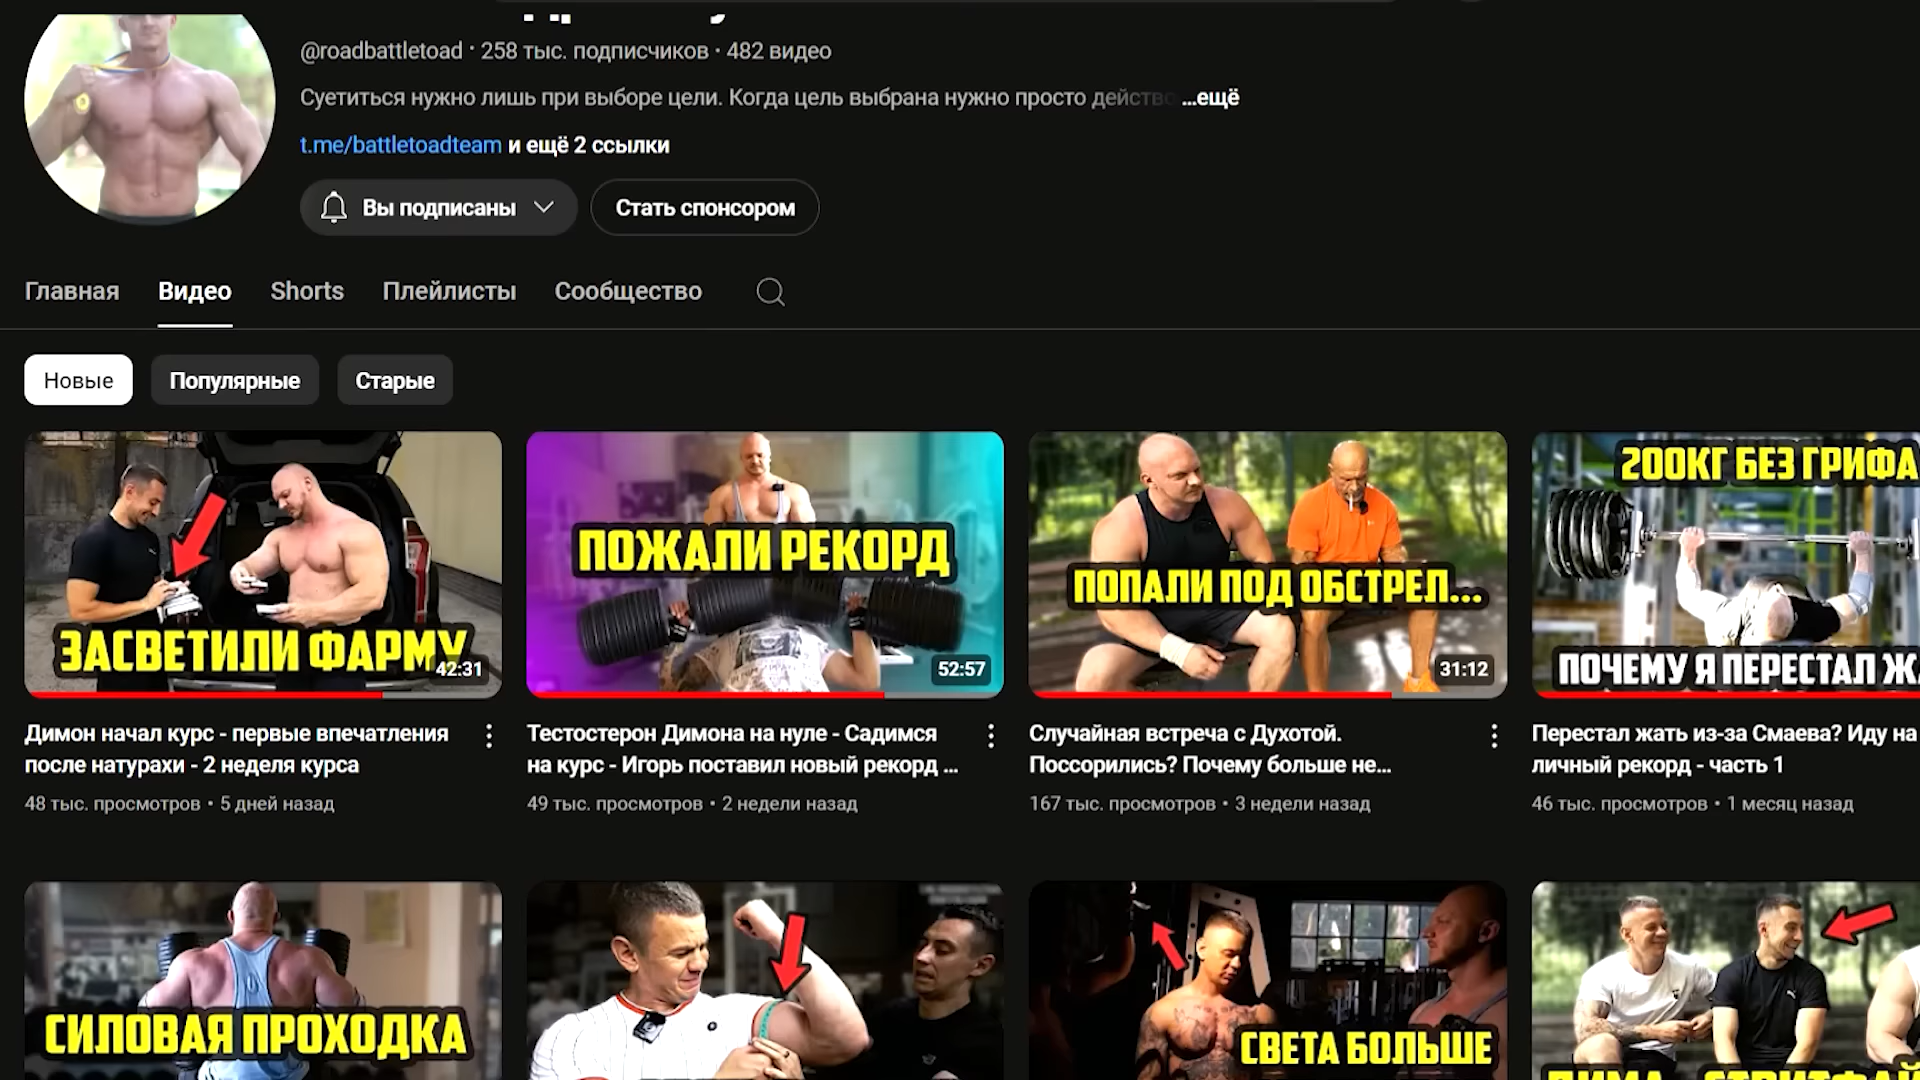 @roadbattletoad · 258 тыс. подписчиков · 482 видео
Суетиться нужно лишь при выборе цели. Когда цель выбрана нужно просто действо ...ещё
t.me/battletoadteam и ещё 2 ссылки
Вы подписаны
Стать спонсором
Главная Видео Shorts Плейлисты Сообщество
Новые Популярные Старые
ЗАСВЕТИЛИ ФАРМУ
42:31
ПОЖАЛИ РЕКОРД
52:57
ПОПАЛИ ПОД ОБСТРЕЛ...
31:12
200КГ БЕЗ ГРИФА
ПОЧЕМУ Я ПЕРЕСТАЛ Ж
Димон начал курс - первые впечатления
после натурахи - 2 неделя курса
48 тыс. просмотров · 5 дней назад
Тестостерон Димона на нуле - Садимся
на курс - Игорь поставил новый рекорд ...
49 тыс. просмотров · 2 недели назад
Случайная встреча с Духотой.
Поссорились? Почему больше не...
167 тыс. просмотров · 3 недели назад
Перестал жать из-за Смаева? Иду на
личный рекорд - часть 1
46 тыс. просмотров · 1 месяц назад
СИЛОВАЯ ПРОХОДКА
СВЕТА БОЛЬШЕ